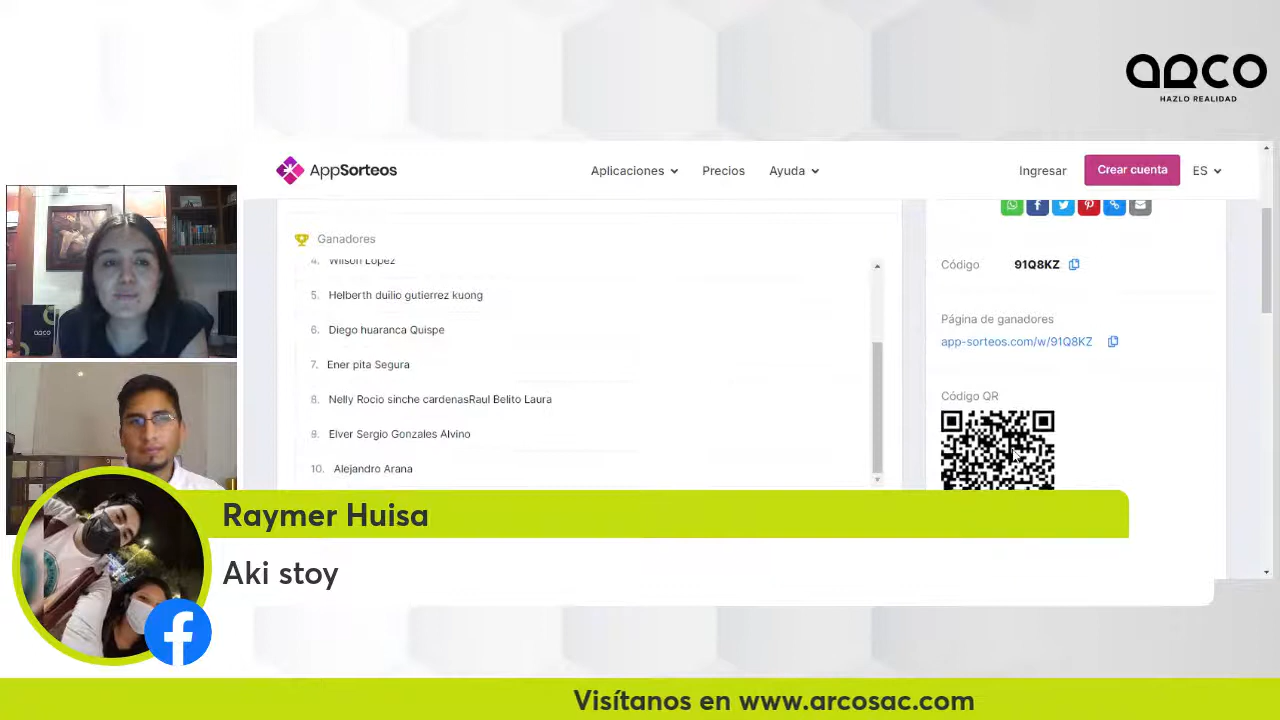 ARCO
HAZLO REALIDAD
AppSorteos
Aplicaciones
Precios
Ayuda
Ingresar
Crear cuenta
ES
Ganadores
4. Wilson Lopez
5. Helberth duilio gutierrez kuong
6. Diego huaranca Quispe
7. Ener pita Segura
8. Nelly Rocio sinche cardenasRaul Belito Laura
9. Elver Sergio Gonzales Alvino
10. Alejandro Arana
Código 91Q8KZ
Página de ganadores
app-sorteos.com/w/91Q8KZ
Código QR
arco
Raymer Huisa
Aki stoy
Visítanos en www.arcosac.com